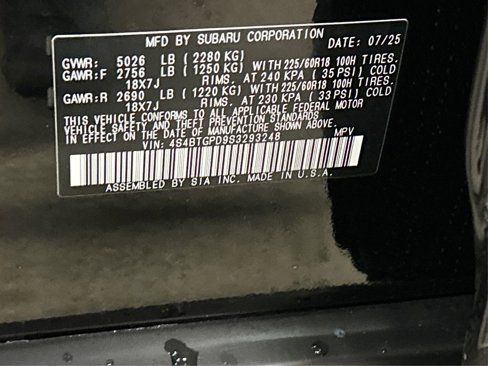 MFD BY SUBARU CORPORATION DATE: 07/25
GVWR: 5026 LB ( 2280 KG)
GAWR:F 2756 LB ( 1250 KG) WITH 225/60R18 100H TIRES,
18X7J RIMS. AT 240 KPA ( 35 PSI) COLD
GAWR:R 2690 LB ( 1220 KG) WITH 225/60R18 100H TIRES,
18X7J RIMS. AT 230 KPA ( 33 PSI) COLD
THIS VEHICLE CONFORMS TO ALL APPLICABLE FEDERAL MOTOR
VEHICLE SAFETY AND THEFT PREVENTION STANDARDS
IN EFFECT ON THE DATE OF MANUFACTURE SHOWN ABOVE.
VIN: 4S4BTGPD9S3293248 MPV
ASSEMBLED BY SIA INC. MADE IN U.S.A.